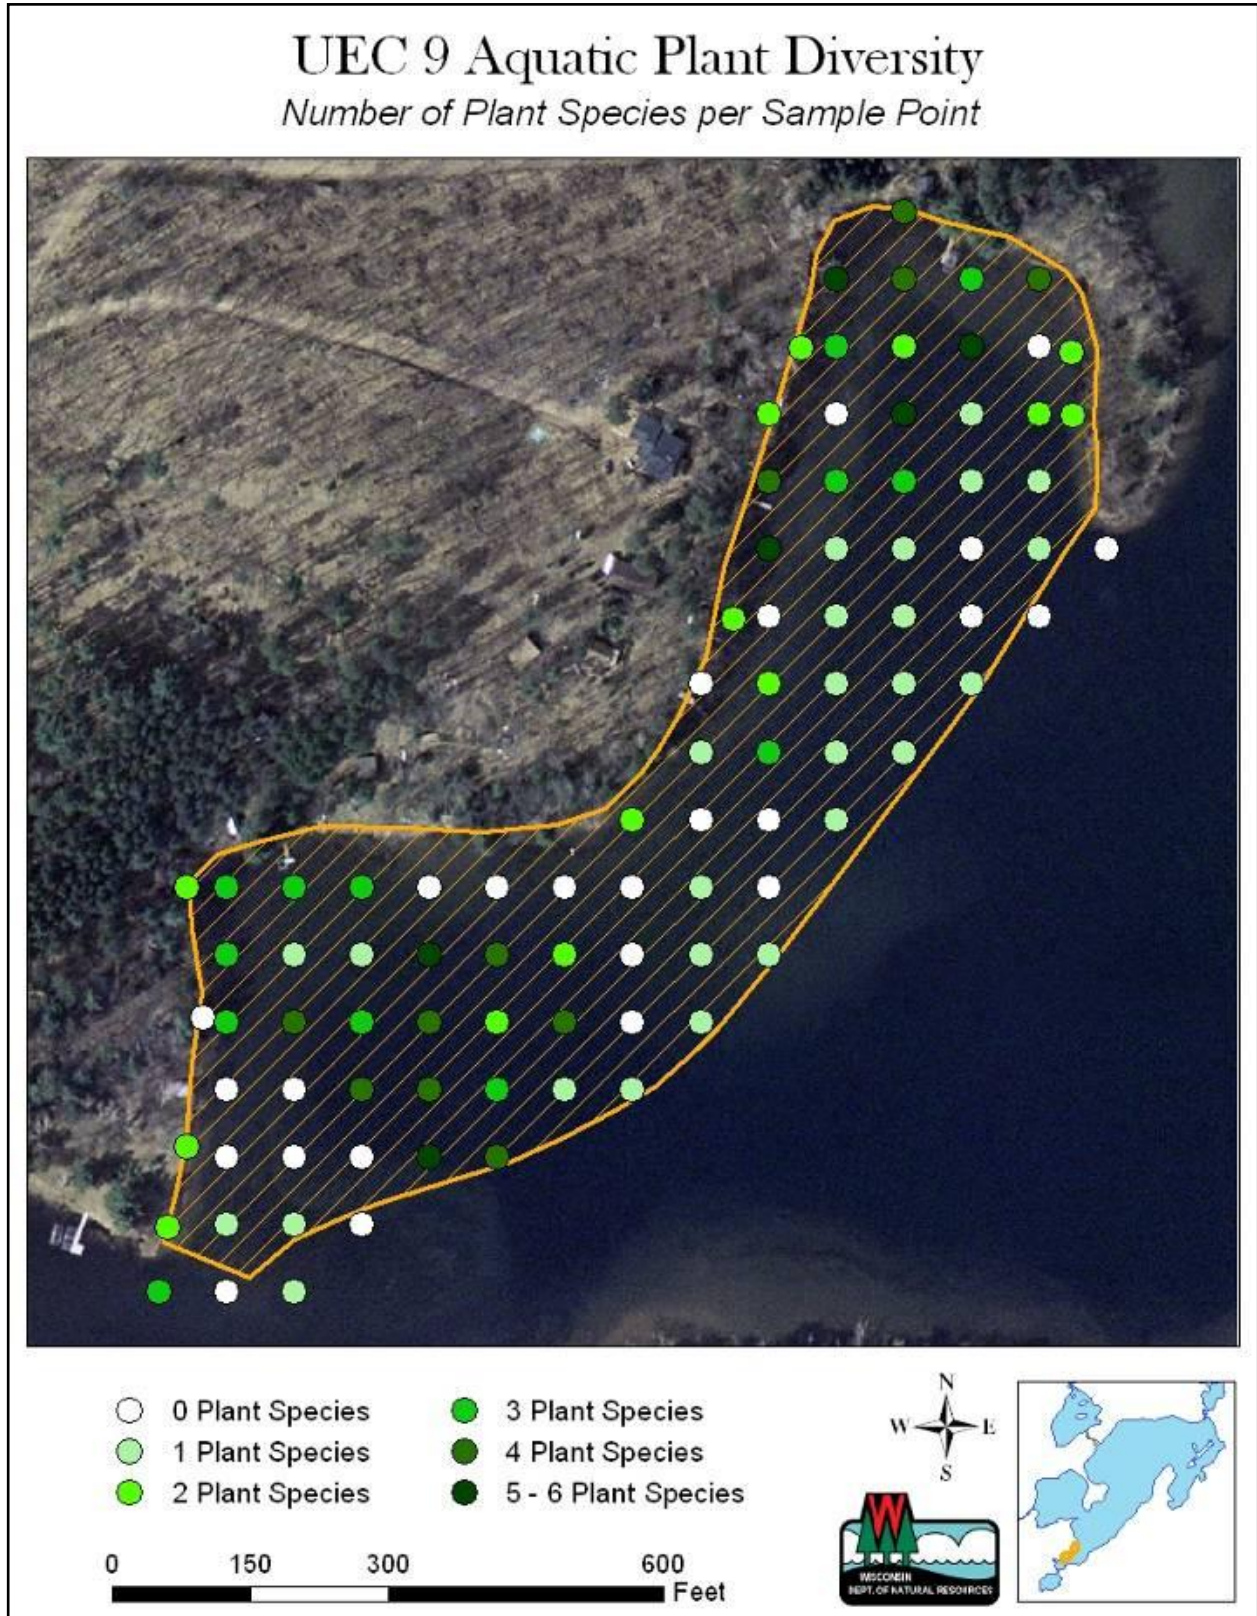 UEC 9 Aquatic Plant Diversity
Number of Plant Species per Sample Point
0 Plant Species
1 Plant Species
2 Plant Species
3 Plant Species
4 Plant Species
5 - 6 Plant Species
N
W E
S
0 150 300 600
Feet
W
WISCONSIN
DEPT. OF NATURAL RESOURCES